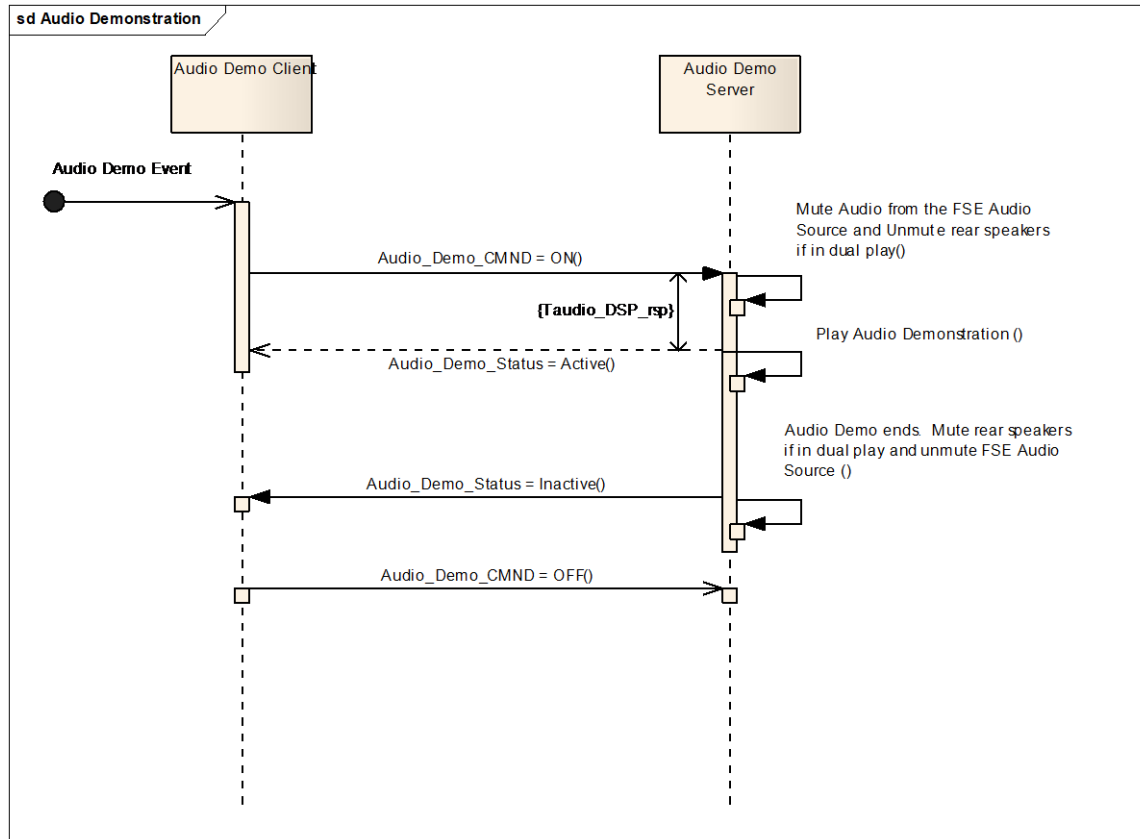 sd Audio Demonstration
Audio Demo Client
Audio Demo
Server
Audio Demo Event
Mute Audio from the FSE Audio
Source and Unmute rear speakers
if in dual play()
Audio_Demo_CMND = ON()
{Taudio_DSP_rsp}
Play Audio Demonstration ()
Audio_Demo_Status = Active()
Audio Demo ends.  Mute rear speakers
if in dual play and unmute FSE Audio
Source ()
Audio_Demo_Status = Inactive()
Audio_Demo_CMND = OFF()